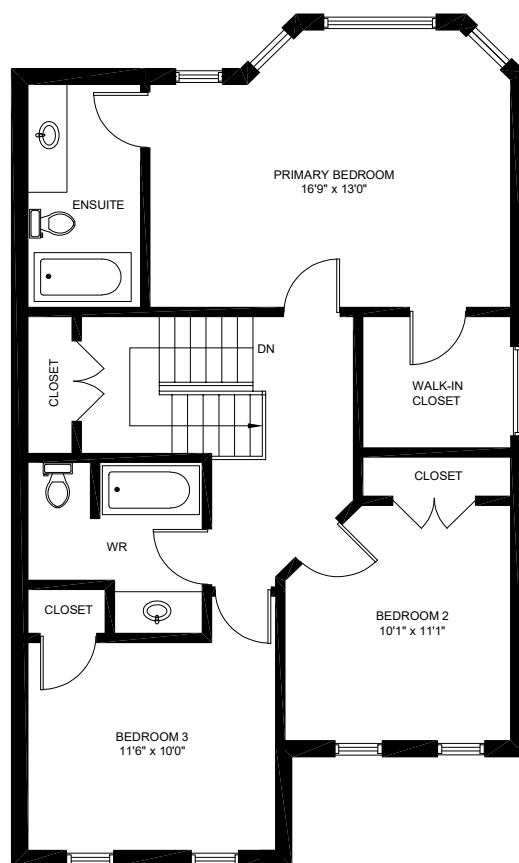 PRIMARY BEDROOM
16'9" x 13'0"
ENSUITE
DN
CLOSET
WALK-IN
CLOSET
CLOSET
WR
CLOSET
BEDROOM 2
10'1" x 11'1"
BEDROOM 3
11'6" x 10'0"